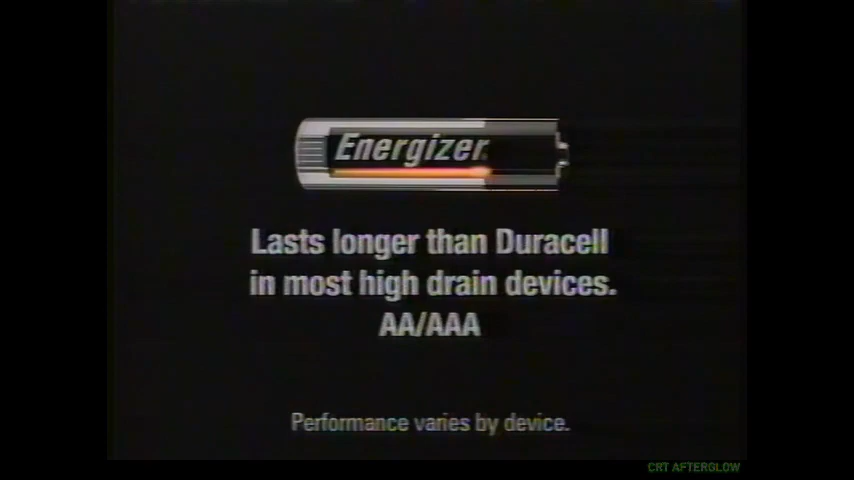 Energizer
Lasts longer than Duracell
in most high drain devices.
AA/AAA
Performance varies by device.
CRT AFTERGLOW